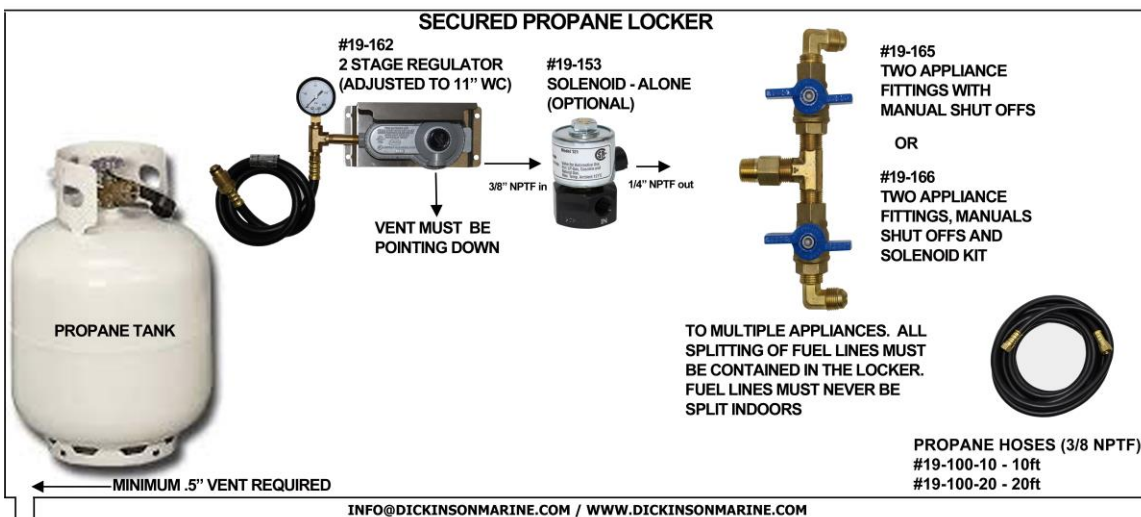 SECURED PROPANE LOCKER
#19-162
2 STAGE REGULATOR
(ADJUSTED TO 11" WC)
#19-153
SOLENOID - ALONE
(OPTIONAL)
3/8" NPTF in
1/4" NPTF out
VENT MUST BE
POINTING DOWN
#19-165
TWO APPLIANCE
FITTINGS WITH
MANUAL SHUT OFFS
OR
#19-166
TWO APPLIANCE
FITTINGS, MANUALS
SHUT OFFS AND
SOLENOID KIT
PROPANE TANK
TO MULTIPLE APPLIANCES. ALL
SPLITTING OF FUEL LINES MUST
BE CONTAINED IN THE LOCKER.
FUEL LINES MUST NEVER BE
SPLIT INDOORS
PROPANE HOSES (3/8 NPTF)
#19-100-10 - 10ft
#19-100-20 - 20ft
MINIMUM .5" VENT REQUIRED
INFO@DICKINSONMARINE.COM / WWW.DICKINSONMARINE.COM